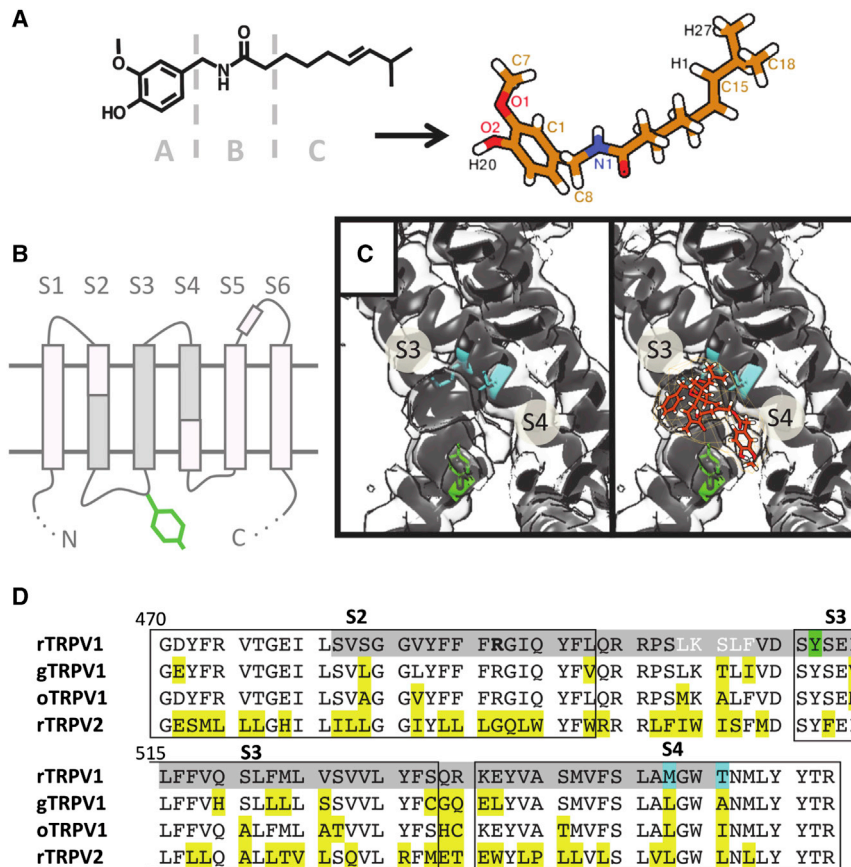 A
O
O
N
H
HO
A B C
C7
O1
O2
H20
C1
C8
N1
H27
H1
C15
C18
B
S1 S2 S3 S4 S5 S6
N
C
C
S3
S4
S3
S4
D
470 S2 S3
rTRPV1 GDYFR VTGEI LSVSG GVYFF FRGIQ YFLQR RPSLK SLFVD SYSE
gTRPV1 GEYFR VTGEI LSVLG GLYFF FRGIQ YFVQR RPSLK TLIVD SYSE
oTRPV1 GDYFR VTGEI LSVAG GVYFF FRGIQ YFLQR RPSMK ALFVD SYSE
rTRPV2 GESML LLGHI LILLG GIYLL LGQLW YFWRR RLFIW ISFMD SYFE
515 S3 S4
rTRPV1 LFFVQ SLFML VSVVL YFSQR KEYVA SMVFS LAMGW TNMLY YTR
gTRPV1 LFFVH SLLLL SSVVL YFCGQ ELYVA SMVFS LALGW ANMLY YTR
oTRPV1 LFFVQ ALFML ATVVL YFSHC KEYVA TMVFS LALGW INMLY YTR
rTRPV2 LFLLQ ALLTV LSQVL RFMET EWYLP LLVLS LVLGW LNLLY YTR